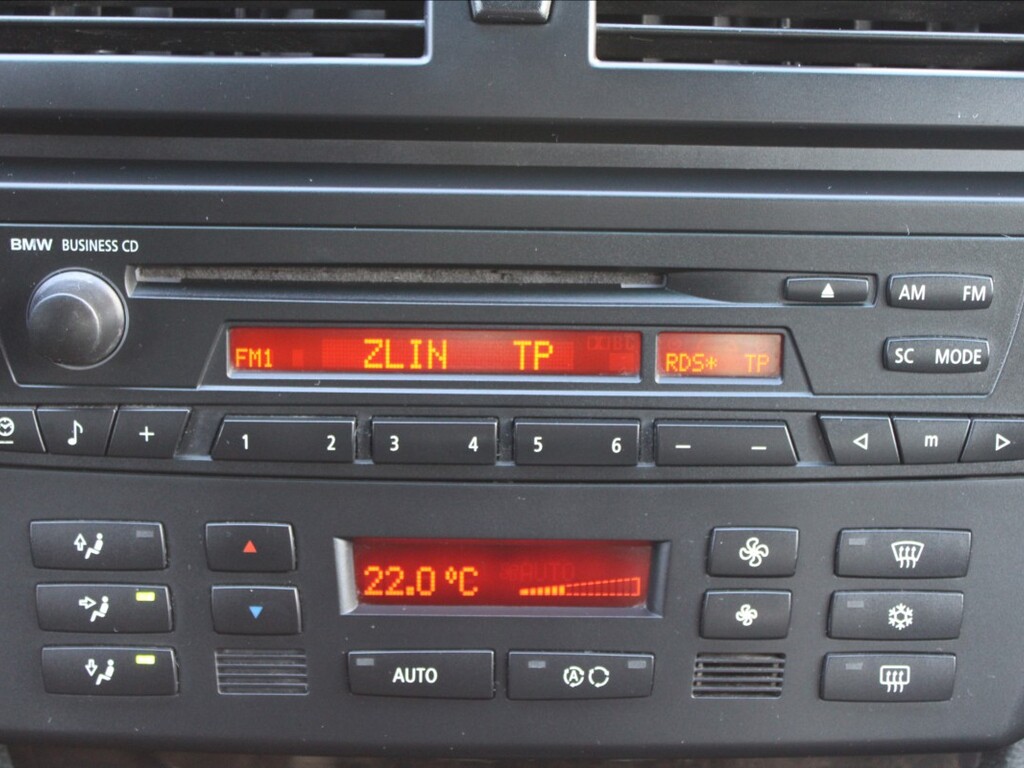 BMW BUSINESS CD
AM FM
FM1 ZLIN TP
RDS* TP
SC MODE
+ 1 2 3 4 5 6 — — m
22.0 °C
AUTO
AUTO A